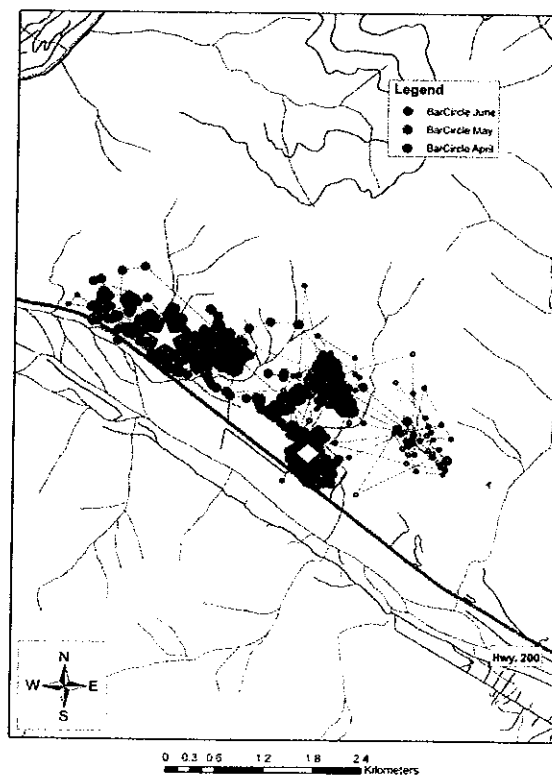 Legend
BarCircle June
BarCircle May
BarCircle April
Hwy. 200
N
W E
S
0 0.3 0.6 1.2 1.8 2.4
Kilometers